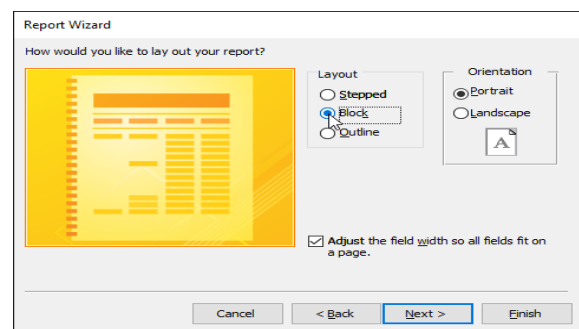 Report Wizard
How would you like to lay out your report?
Layout
Stepped
Block
Outline
Orientation
Portrait
Landscape
A
Adjust the field width so all fields fit on
a page.
Cancel
< Back
Next >
Finish